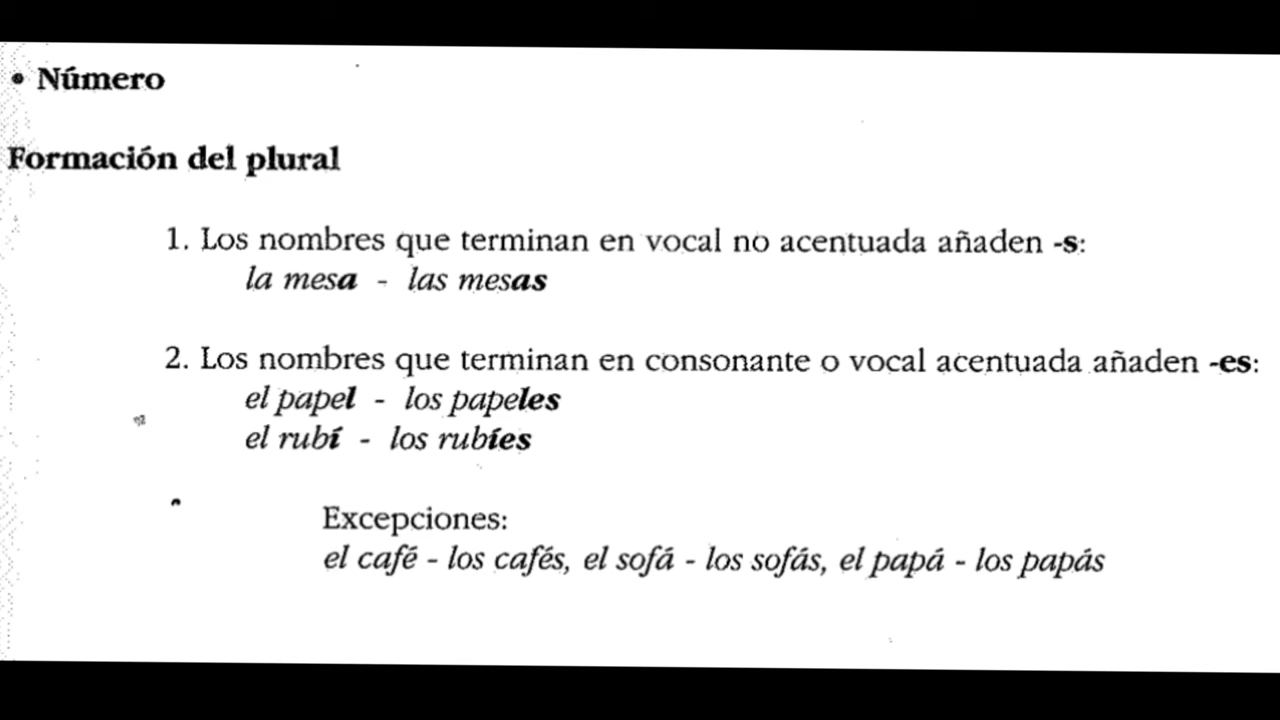 • Número
Formación del plural
1. Los nombres que terminan en vocal no acentuada añaden -s:
la mesa - las mesas
2. Los nombres que terminan en consonante o vocal acentuada añaden -es:
el papel - los papeles
el rubí - los rubíes
Excepciones:
el café - los cafés, el sofá - los sofás, el papá - los papás